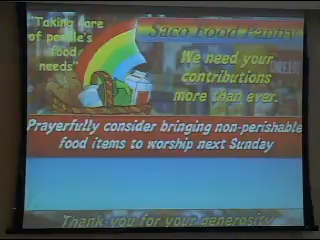 "Taking care
of people's
food
needs"
Saco Food Pantry
We need your
contributions
more than ever.
Prayerfully consider bringing non-perishable
food items to worship next Sunday
Thank-you for your generosity